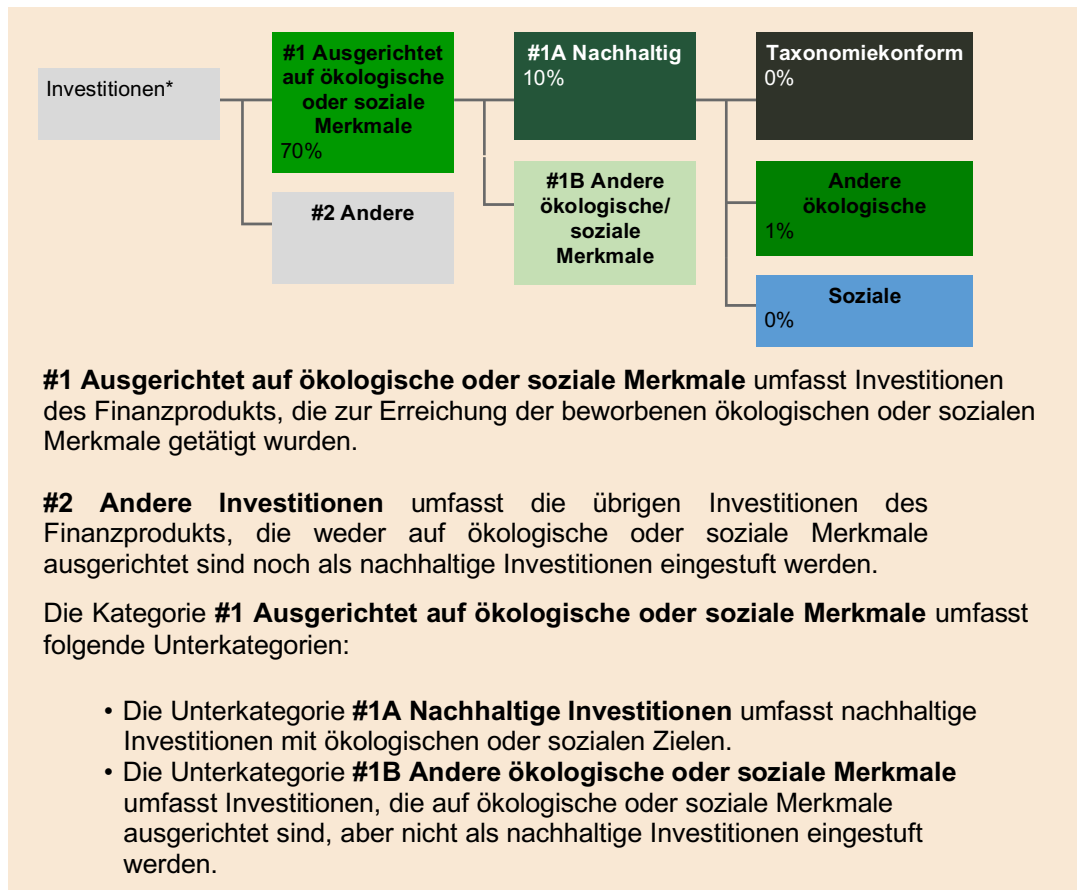 Investitionen*
#1 Ausgerichtet
auf ökologische
oder soziale
Merkmale
70%
#2 Andere
#1A Nachhaltig
10%
#1B Andere
ökologische/
soziale
Merkmale
Taxonomiekonform
0%
Andere
ökologische
1%
Soziale
0%
#1 Ausgerichtet auf ökologische oder soziale Merkmale umfasst Investitionen
des Finanzprodukts, die zur Erreichung der beworbenen ökologischen oder sozialen
Merkmale getätigt wurden.
#2 Andere Investitionen umfasst die übrigen Investitionen des
Finanzprodukts, die weder auf ökologische oder soziale Merkmale
ausgerichtet sind noch als nachhaltige Investitionen eingestuft werden.
Die Kategorie #1 Ausgerichtet auf ökologische oder soziale Merkmale umfasst
folgende Unterkategorien:
• Die Unterkategorie #1A Nachhaltige Investitionen umfasst nachhaltige
Investitionen mit ökologischen oder sozialen Zielen.
• Die Unterkategorie #1B Andere ökologische oder soziale Merkmale
umfasst Investitionen, die auf ökologische oder soziale Merkmale
ausgerichtet sind, aber nicht als nachhaltige Investitionen eingestuft
werden.